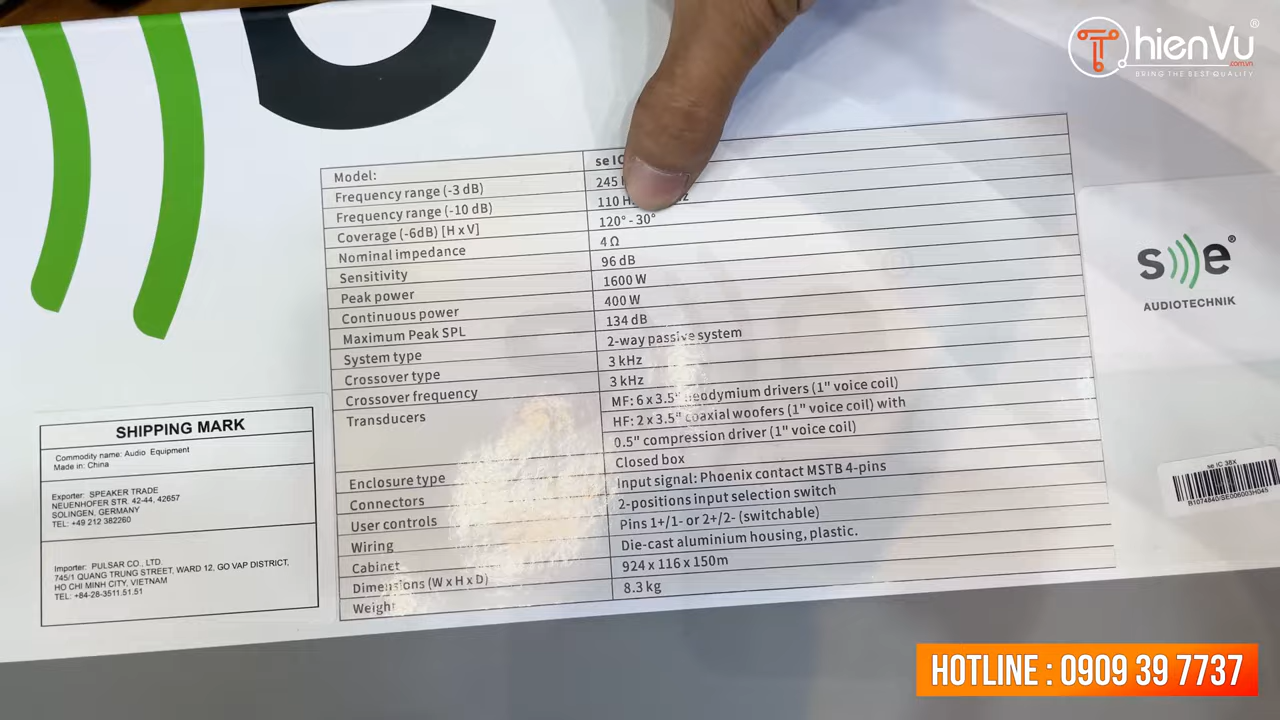 ThienVu®
.com.vn
BRING THE BEST QUALITY
Model: se IC
Frequency range (-3 dB) 245
Frequency range (-10 dB) 110 H
Coverage (-6dB) [H x V] 120° - 30°
Nominal impedance 4 Ω
Sensitivity 96 dB
Peak power 1600 W
Continuous power 400 W
Maximum Peak SPL 134 dB
System type 2-way passive system
Crossover type 3 kHz
Crossover frequency 3 kHz
Transducers MF: 6 x 3.5" neodymium drivers (1" voice coil)
HF: 2 x 3.5" coaxial woofers (1" voice coil) with
0.5" compression driver (1" voice coil)
Enclosure type Closed box
Connectors Input signal: Phoenix contact MSTB 4-pins
User controls 2-positions input selection switch
Wiring Pins 1+/1- or 2+/2- (switchable)
Cabinet Die-cast aluminium housing, plastic.
Dimensions (W x H x D) 924 x 116 x 150m
Weight 8.3 kg
s e®
AUDIOTECHNIK
SHIPPING MARK
Commodity name: Audio Equipment
Made in: China
Exporter: SPEAKER TRADE
NEUENHOFER STR. 42-44, 42657
SOLINGEN, GERMANY
TEL: +49 212 382260
Importer: PULSAR CO., LTD.
745/1 QUANG TRUNG STREET, WARD 12, GO VAP DISTRICT,
HO CHI MINH CITY, VIETNAM
TEL: +84-28-3511.51.51
se IC 38X
B1074840/SE006003H045
HOTLINE : 0909 39 7737